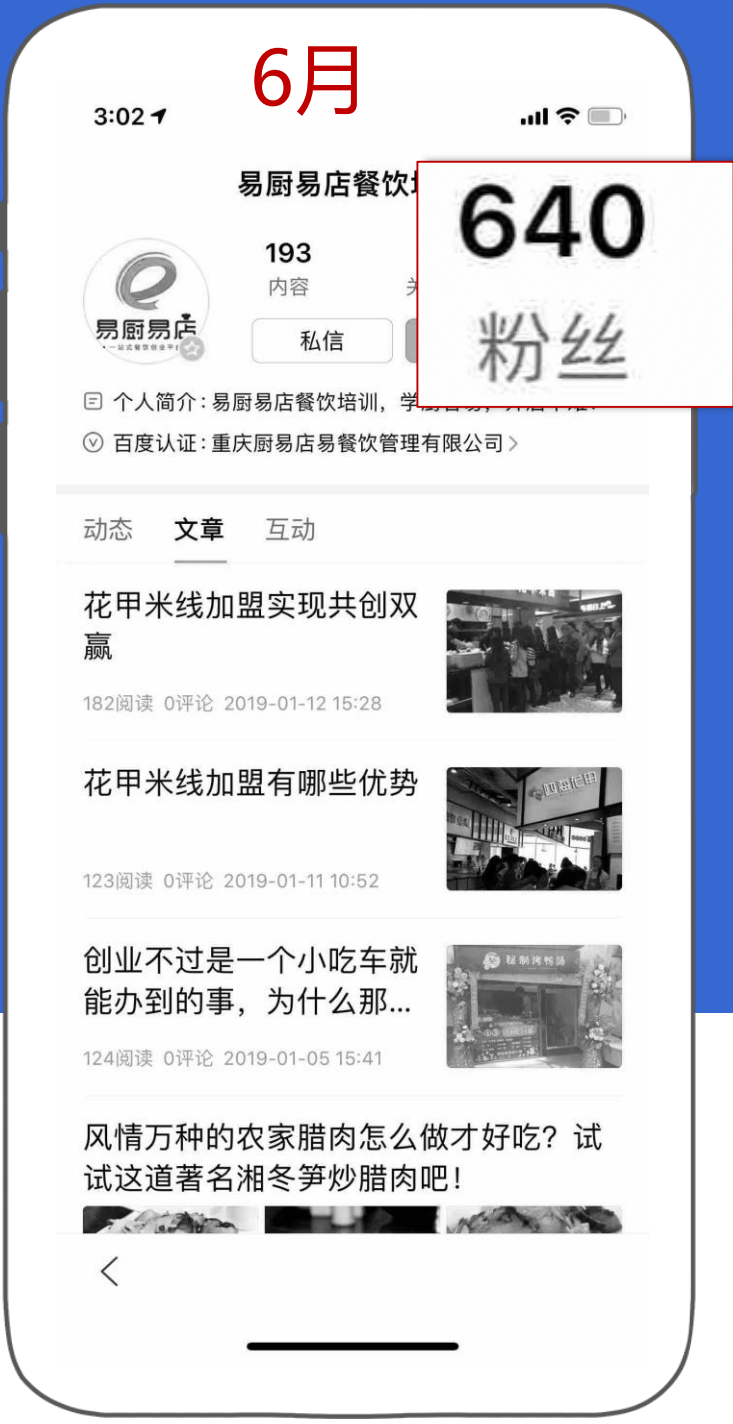 6月
3:02
易厨易店餐饮
640
粉丝
193
内容
私信
易厨易店
个人简介：易厨易店餐饮培训，学
百度认证：重庆厨易店易餐饮管理有限公司
动态 文章 互动
花甲米线加盟实现共创双
赢
182阅读 0评论 2019-01-12 15:28
花甲米线加盟有哪些优势
123阅读 0评论 2019-01-11 10:52
创业不过是一个小吃车就
能办到的事，为什么那...
124阅读 0评论 2019-01-05 15:41
风情万种的农家腊肉怎么做才好吃？试
试这道著名湘冬笋炒腊肉吧！